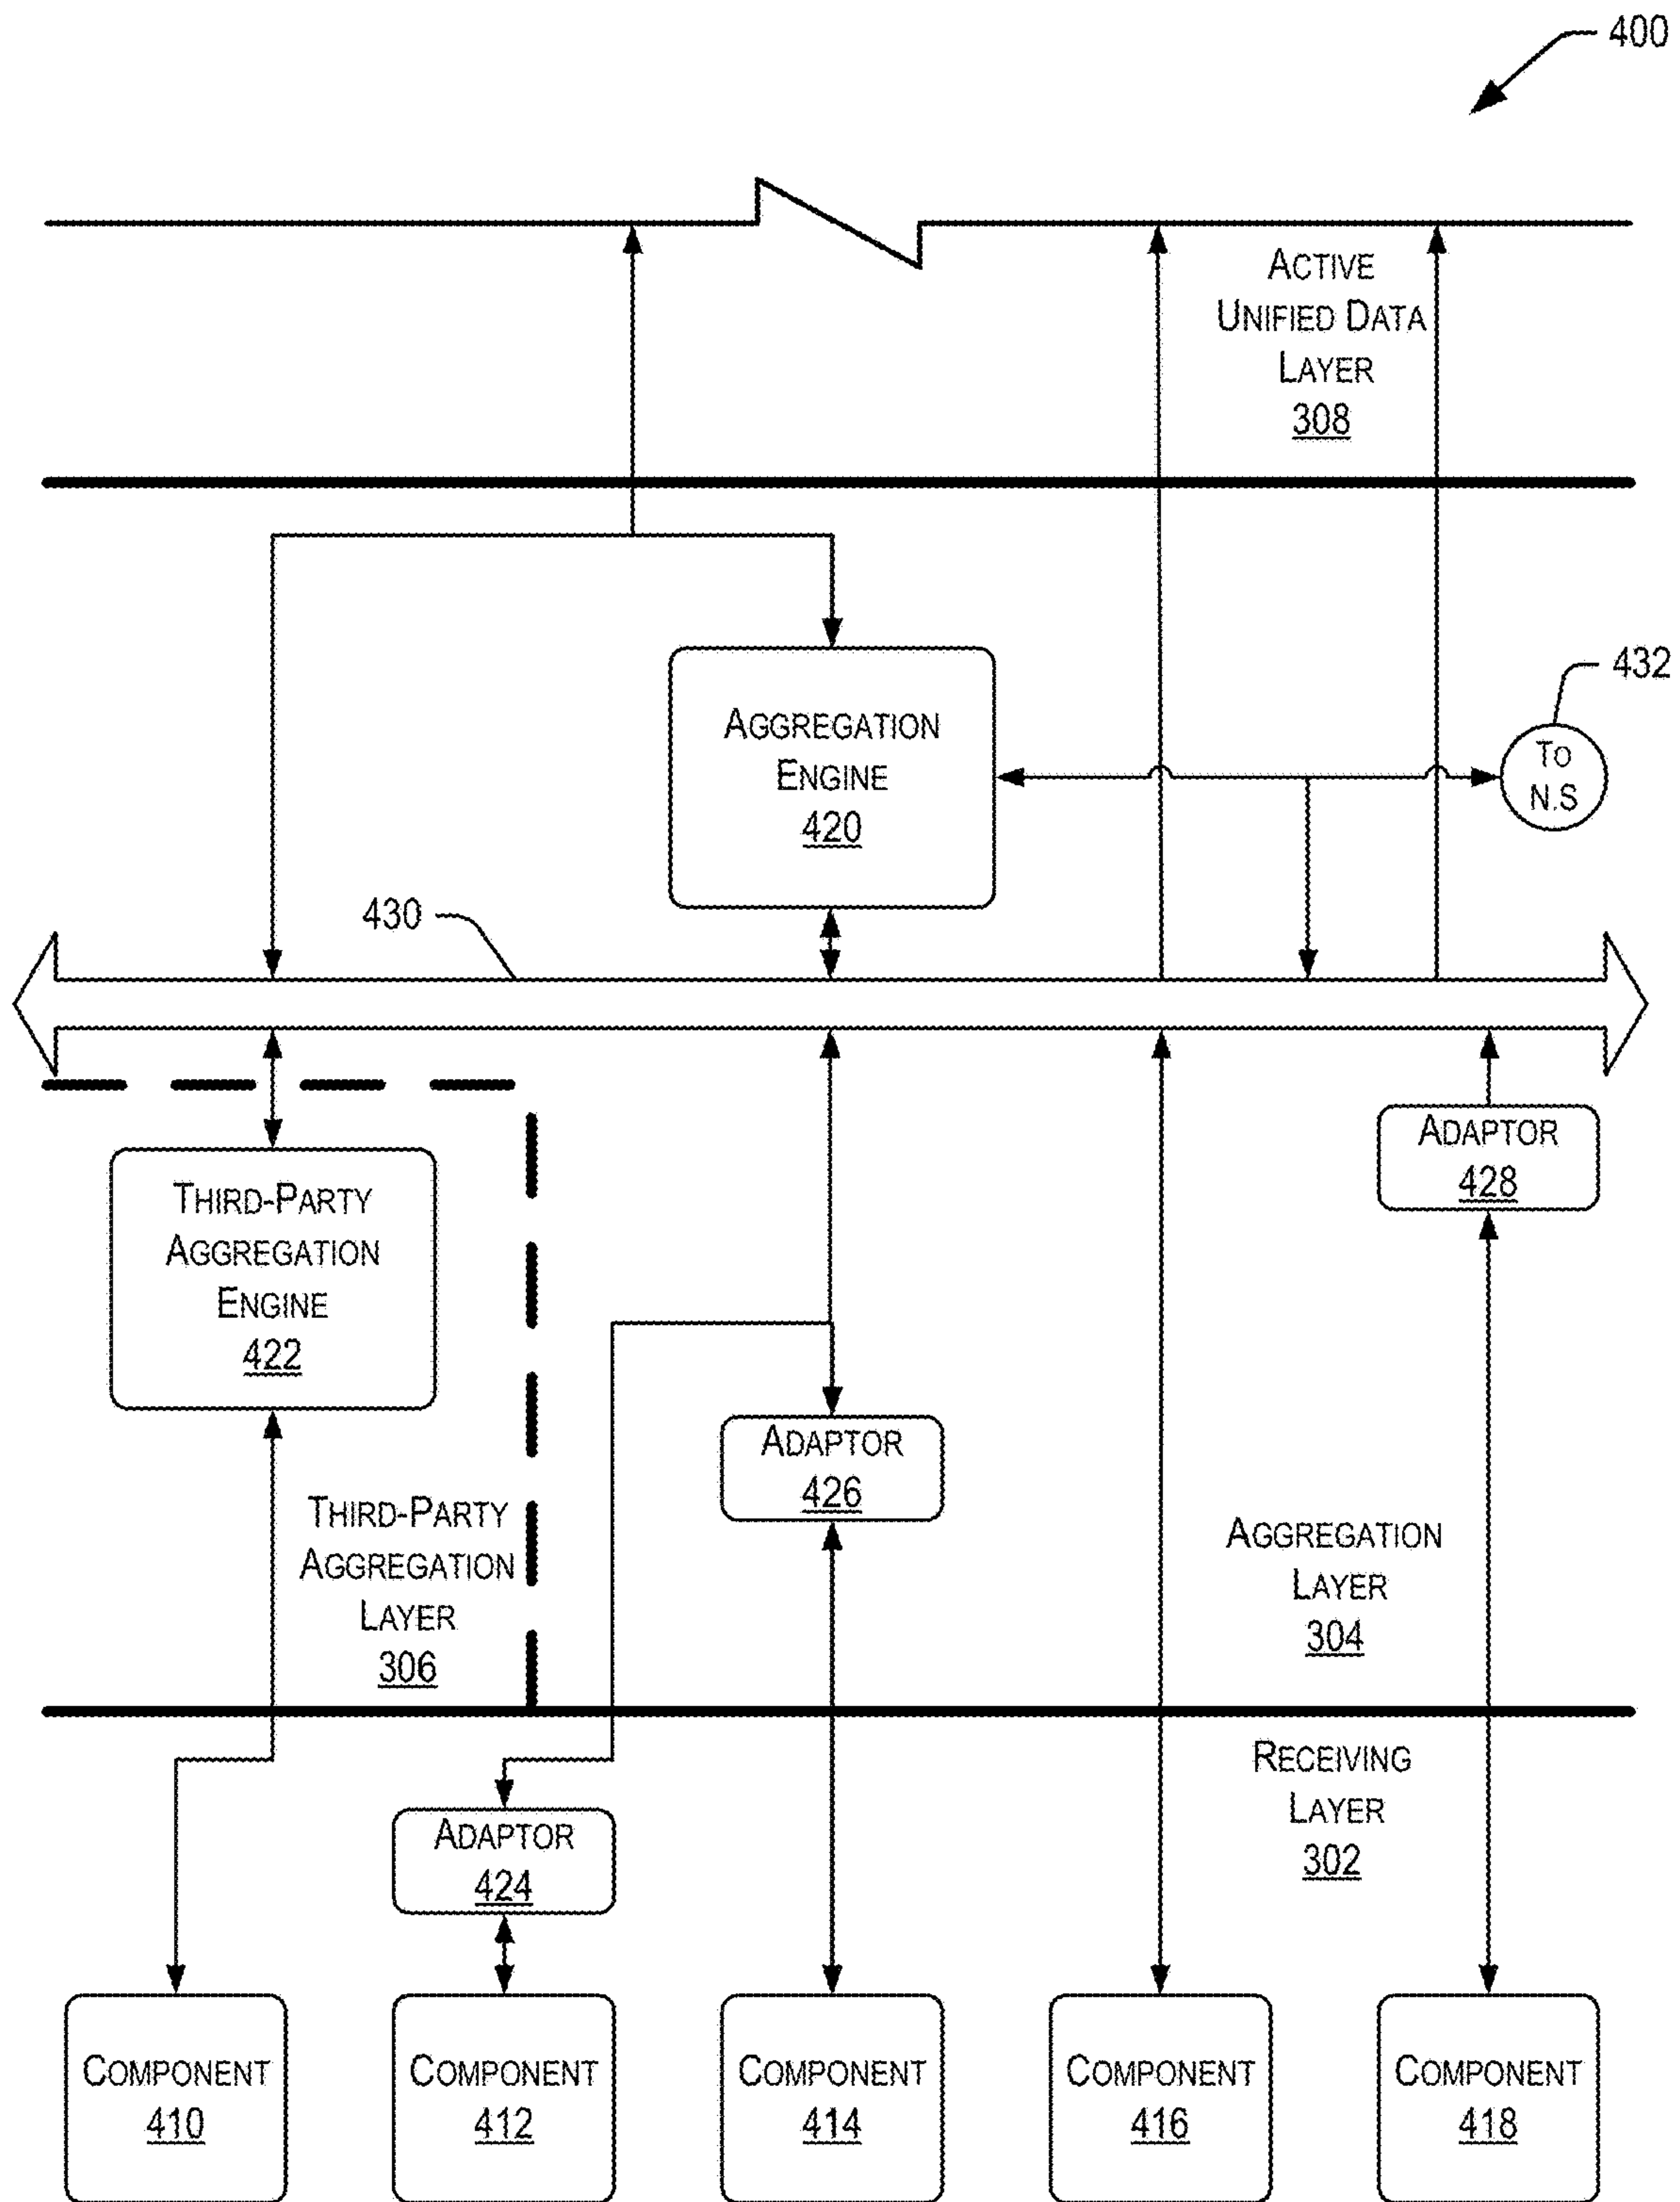 400
ACTIVE
UNIFIED DATA
LAYER
308
432
AGGREGATION
ENGINE
420
TO
N.S
430
ADAPTOR
428
THIRD-PARTY
AGGREGATION
ENGINE
422
ADAPTOR
426
THIRD-PARTY
AGGREGATION
LAYER
306
AGGREGATION
LAYER
304
RECEIVING
LAYER
302
ADAPTOR
424
COMPONENT
410
COMPONENT
412
COMPONENT
414
COMPONENT
416
COMPONENT
418